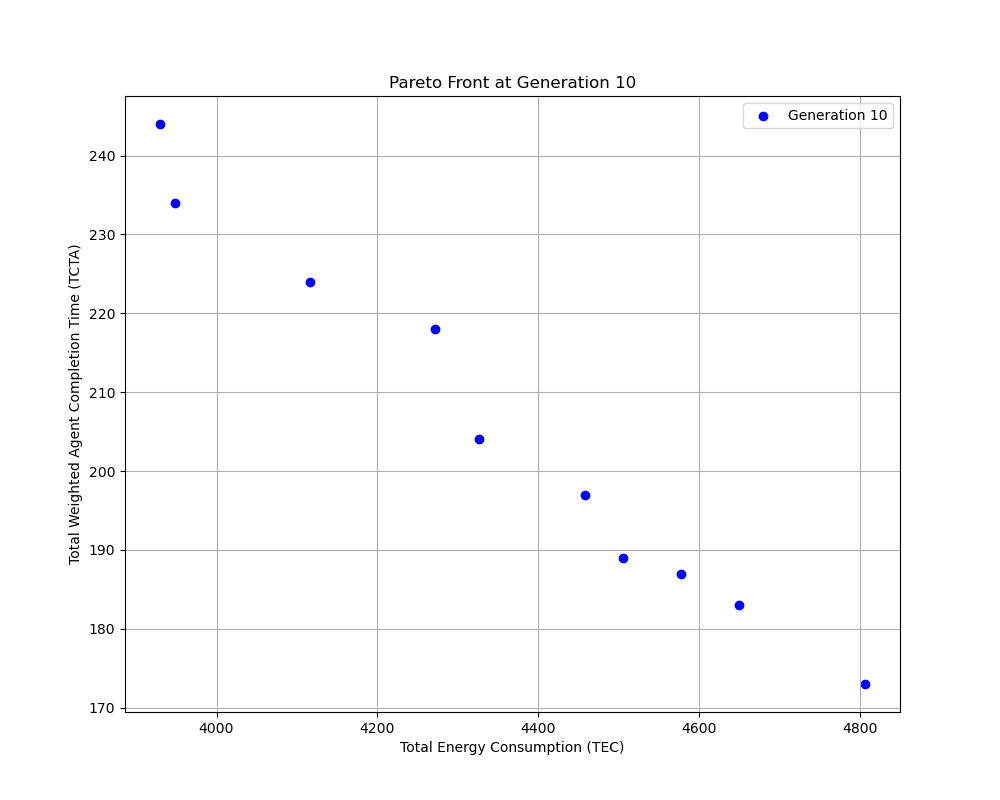 Pareto Front at Generation 10
Generation 10
240
230
220
210
200
190
180
170
Total Weighted Agent Completion Time (TCTA)
4000 4200 4400 4600 4800
Total Energy Consumption (TEC)